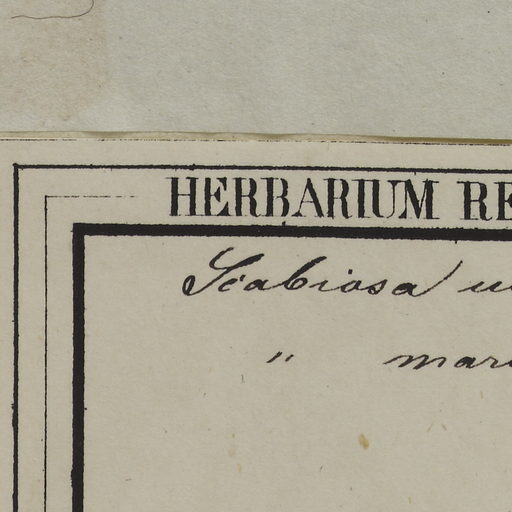 HERBARIUM RE
Scabiosa
" mar